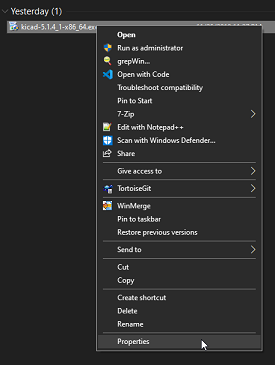 Yesterday (1)
kicad-5.1.4_1-x86_64.exe
Open
Run as administrator
grepWin...
Open with Code
Troubleshoot compatibility
Pin to Start
7-Zip
Edit with Notepad++
Scan with Windows Defender...
Share
Give access to
TortoiseGit
WinMerge
Pin to taskbar
Restore previous versions
Send to
Cut
Copy
Create shortcut
Delete
Rename
Properties